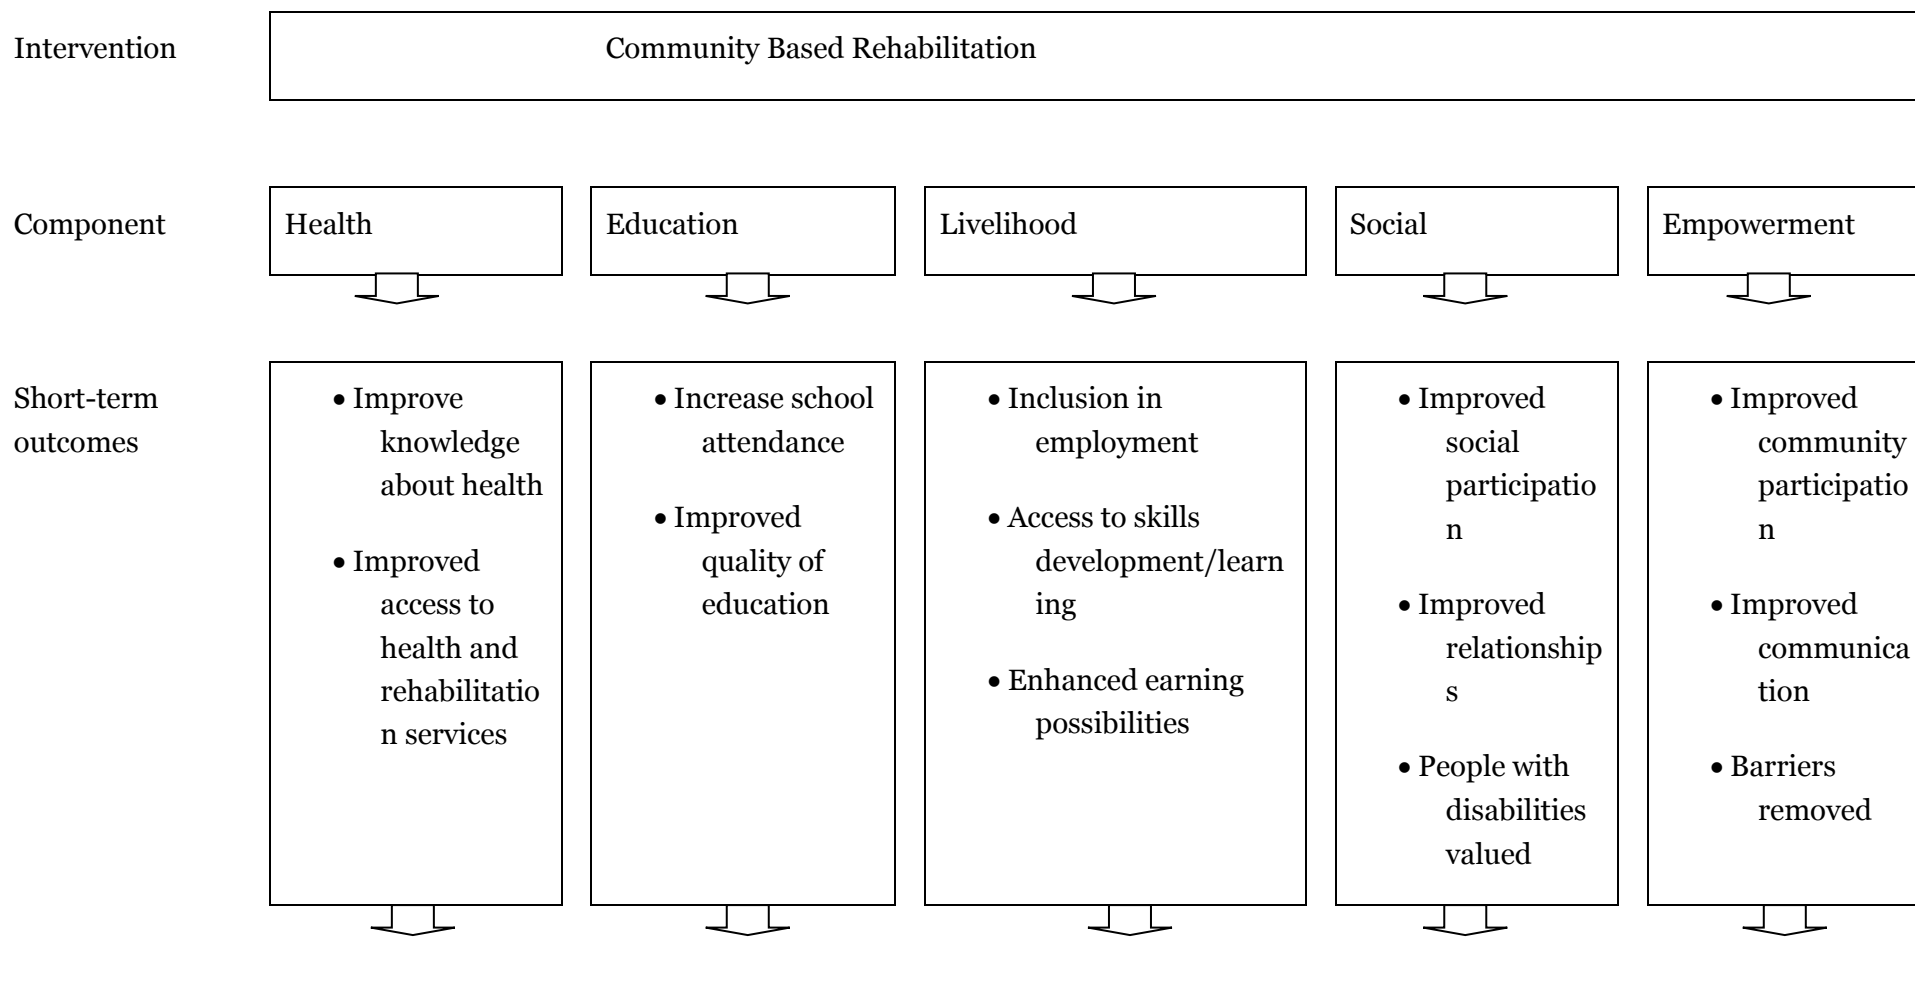 Intervention
Community Based Rehabilitation
Component
Health
Education
Livelihood
Social
Empowerment
Short-term
outcomes
• Improve
knowledge
about health
• Improved
access to
health and
rehabilitatio
n services
• Increase school
attendance
• Improved
quality of
education
• Inclusion in
employment
• Access to skills
development/learn
ing
• Enhanced earning
possibilities
• Improved
social
participatio
n
• Improved
relationship
s
• People with
disabilities
valued
• Improved
community
participatio
n
• Improved
communica
tion
• Barriers
removed